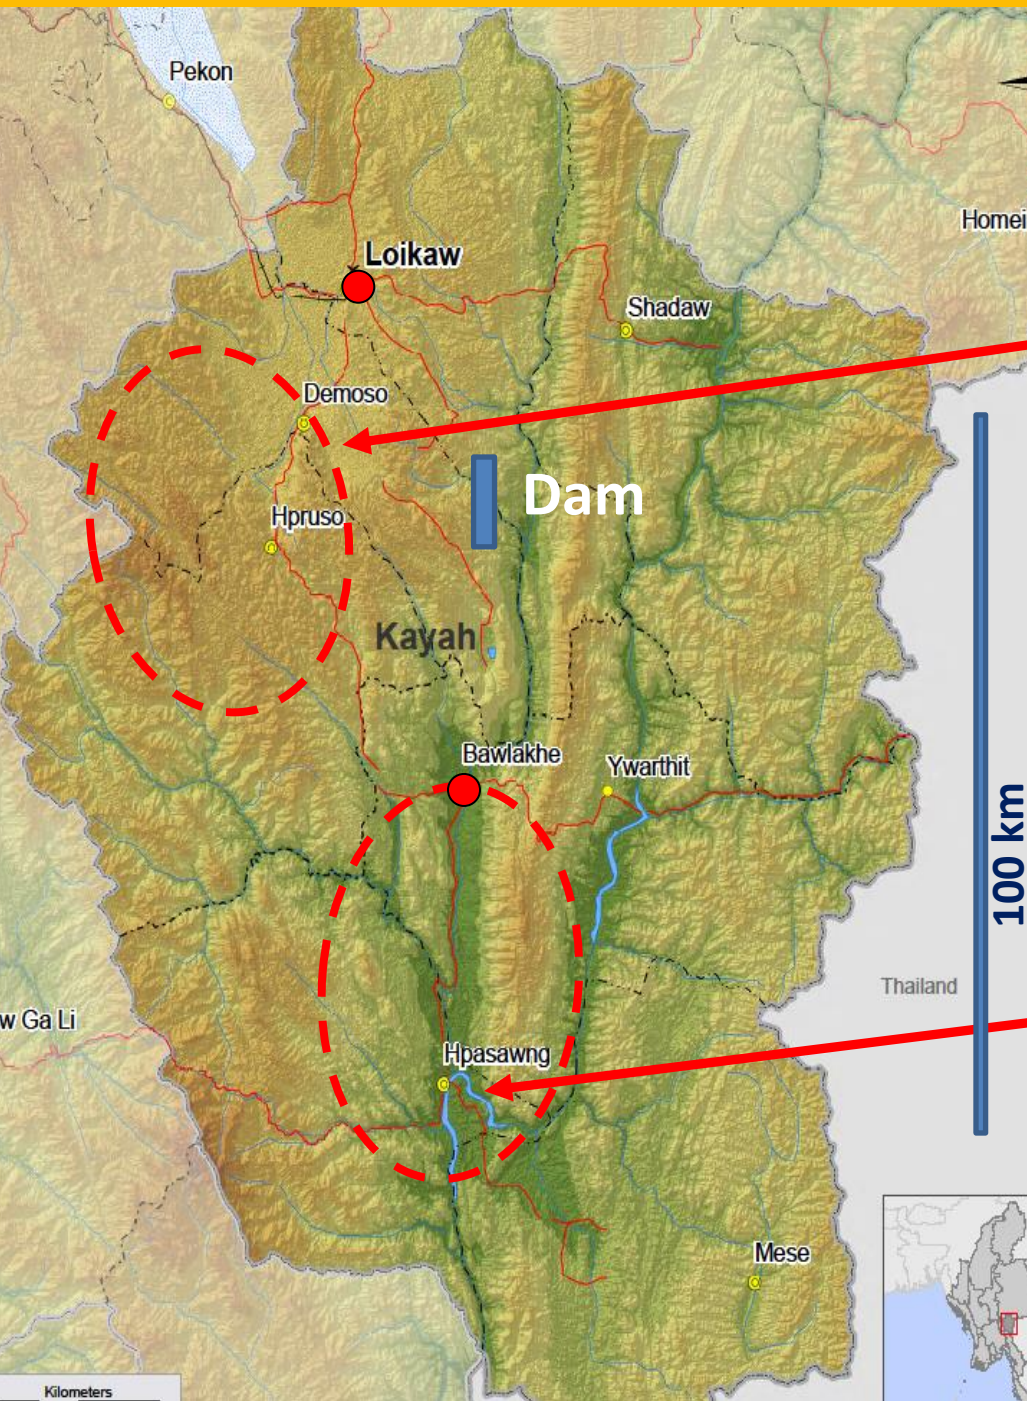 Pekon
Homei
Loikaw
Shadaw
Demoso
Dam
Hpruso
Kayah
Bawlakhe
Ywarthit
100 km
Thailand
w Ga Li
Hpasawng
Mese
Kilometers